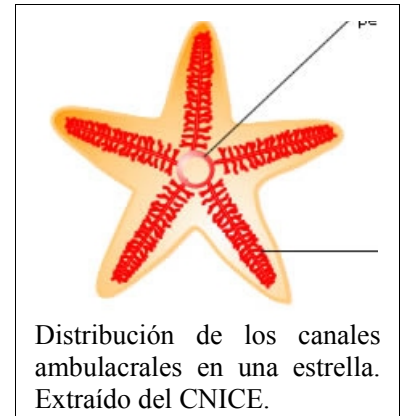 Distribución de los canales
ambulacrales en una estrella.
Extraído del CNICE.